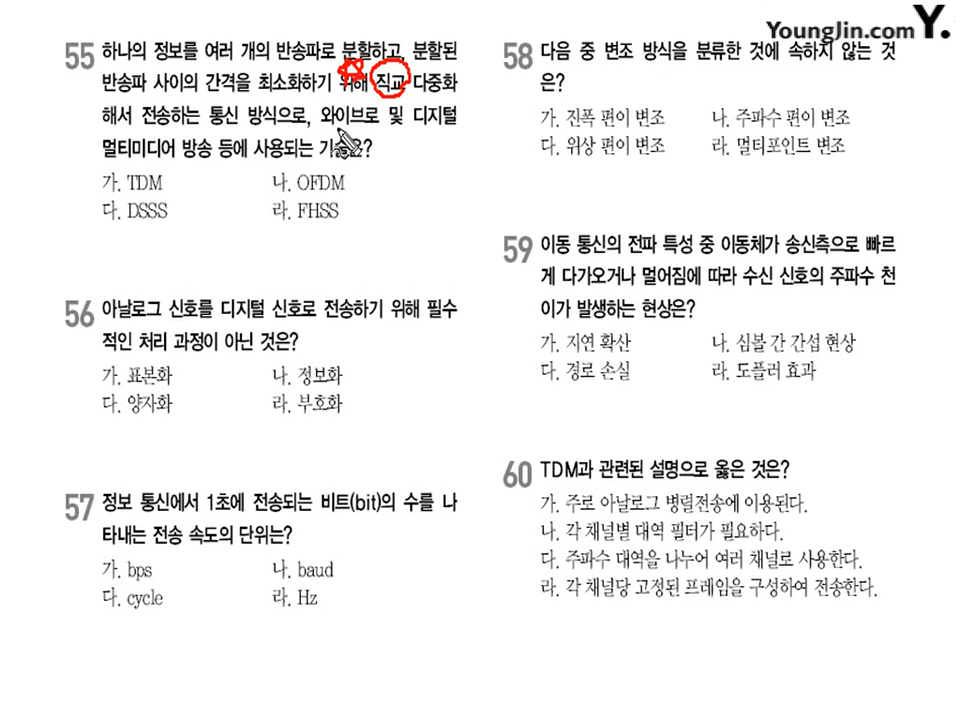 YoungJin.com Y.
55 하나의 정보를 여러 개의 반송파로 분할하고, 분할된
반송파 사이의 간격을 최소화하기 위해 직교 다중화
해서 전송하는 통신 방식으로, 와이브로 및 디지털
멀티미디어 방송 등에 사용되는
가. TDM 나. OFDM
다. DSSS 라. FHSS
56 아날로그 신호를 디지털 신호로 전송하기 위해 필수
적인 처리 과정이 아닌 것은?
가. 표본화 나. 정보화
다. 양자화 라. 부호화
57 정보 통신에서 1초에 전송되는 비트(bit)의 수를 나
타내는 전송 속도의 단위는?
가. bps 나. baud
다. cycle 라. Hz
58 다음 중 변조 방식을 분류한 것에 속하지 않는 것
은?
가. 진폭 편이 변조 나. 주파수 편이 변조
다. 위상 편이 변조 라. 멀티포인트 변조
59 이동 통신의 전파 특성 중 이동체가 송신측으로 빠르
게 다가오거나 멀어짐에 따라 수신 신호의 주파수 천
이가 발생하는 현상은?
가. 지연 확산 나. 심볼 간 간섭 현상
다. 경로 손실 라. 도플러 효과
60 TDM과 관련된 설명으로 옳은 것은?
가. 주로 아날로그 병렬전송에 이용된다.
나. 각 채널별 대역 필터가 필요하다.
다. 주파수 대역을 나누어 여러 채널로 사용한다.
라. 각 채널당 고정된 프레임을 구성하여 전송한다.